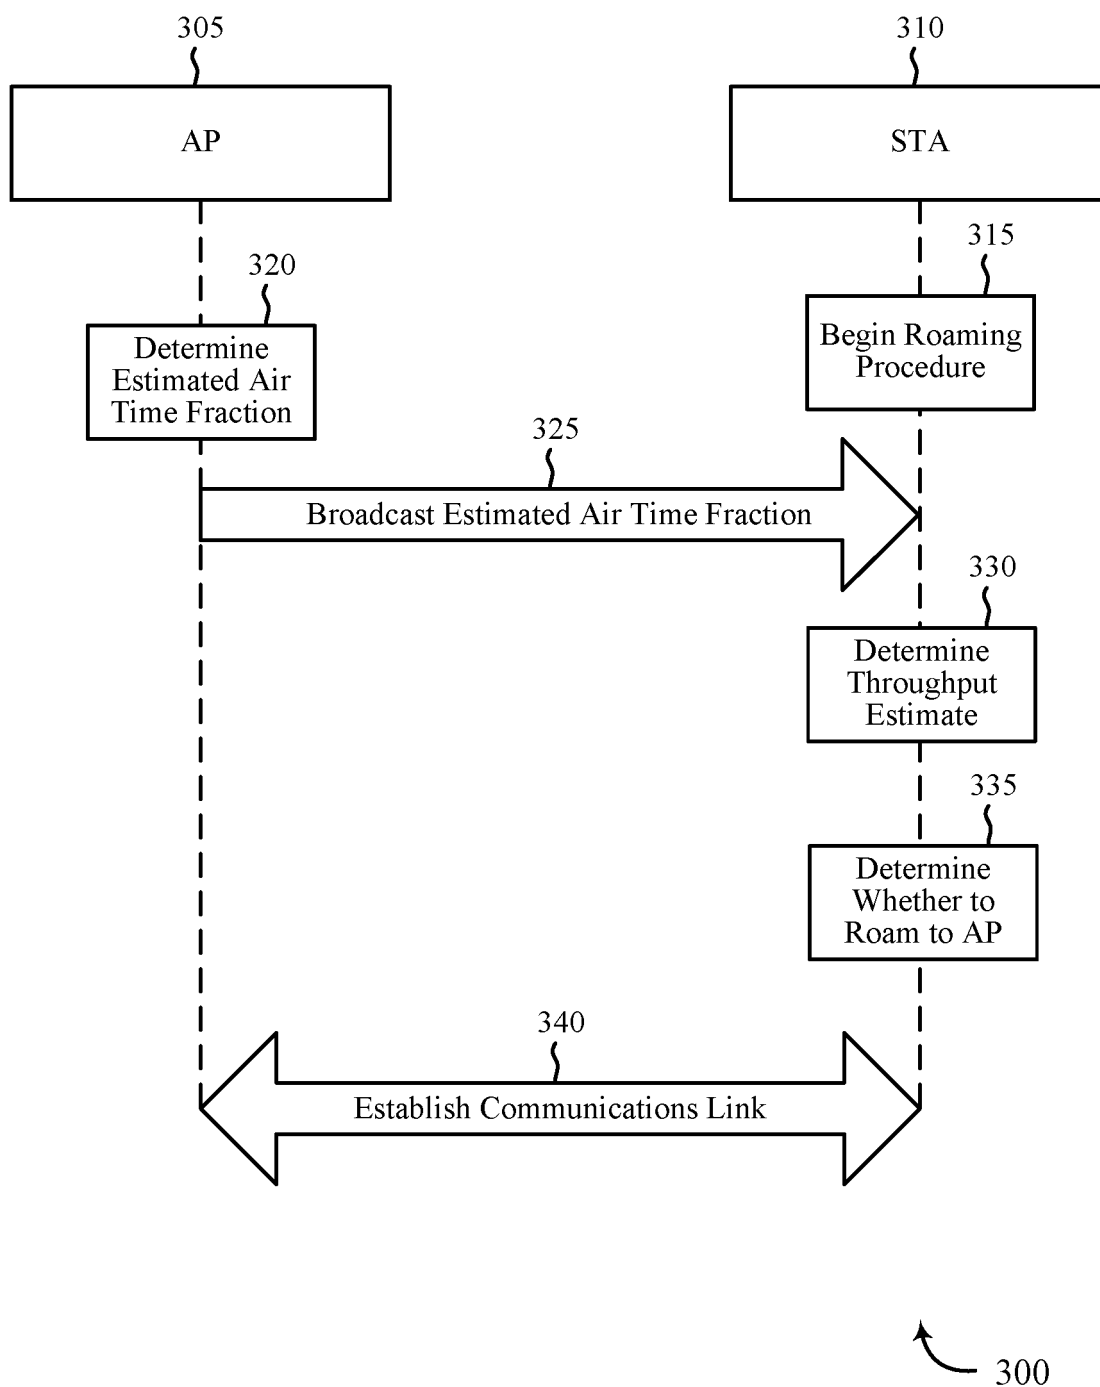 305
310
AP
STA
315
320
Begin Roaming
Procedure
Determine
Estimated Air
Time Fraction
325
Broadcast Estimated Air Time Fraction
330
Determine
Throughput
Estimate
335
Determine
Whether to
Roam to AP
340
Establish Communications Link
300